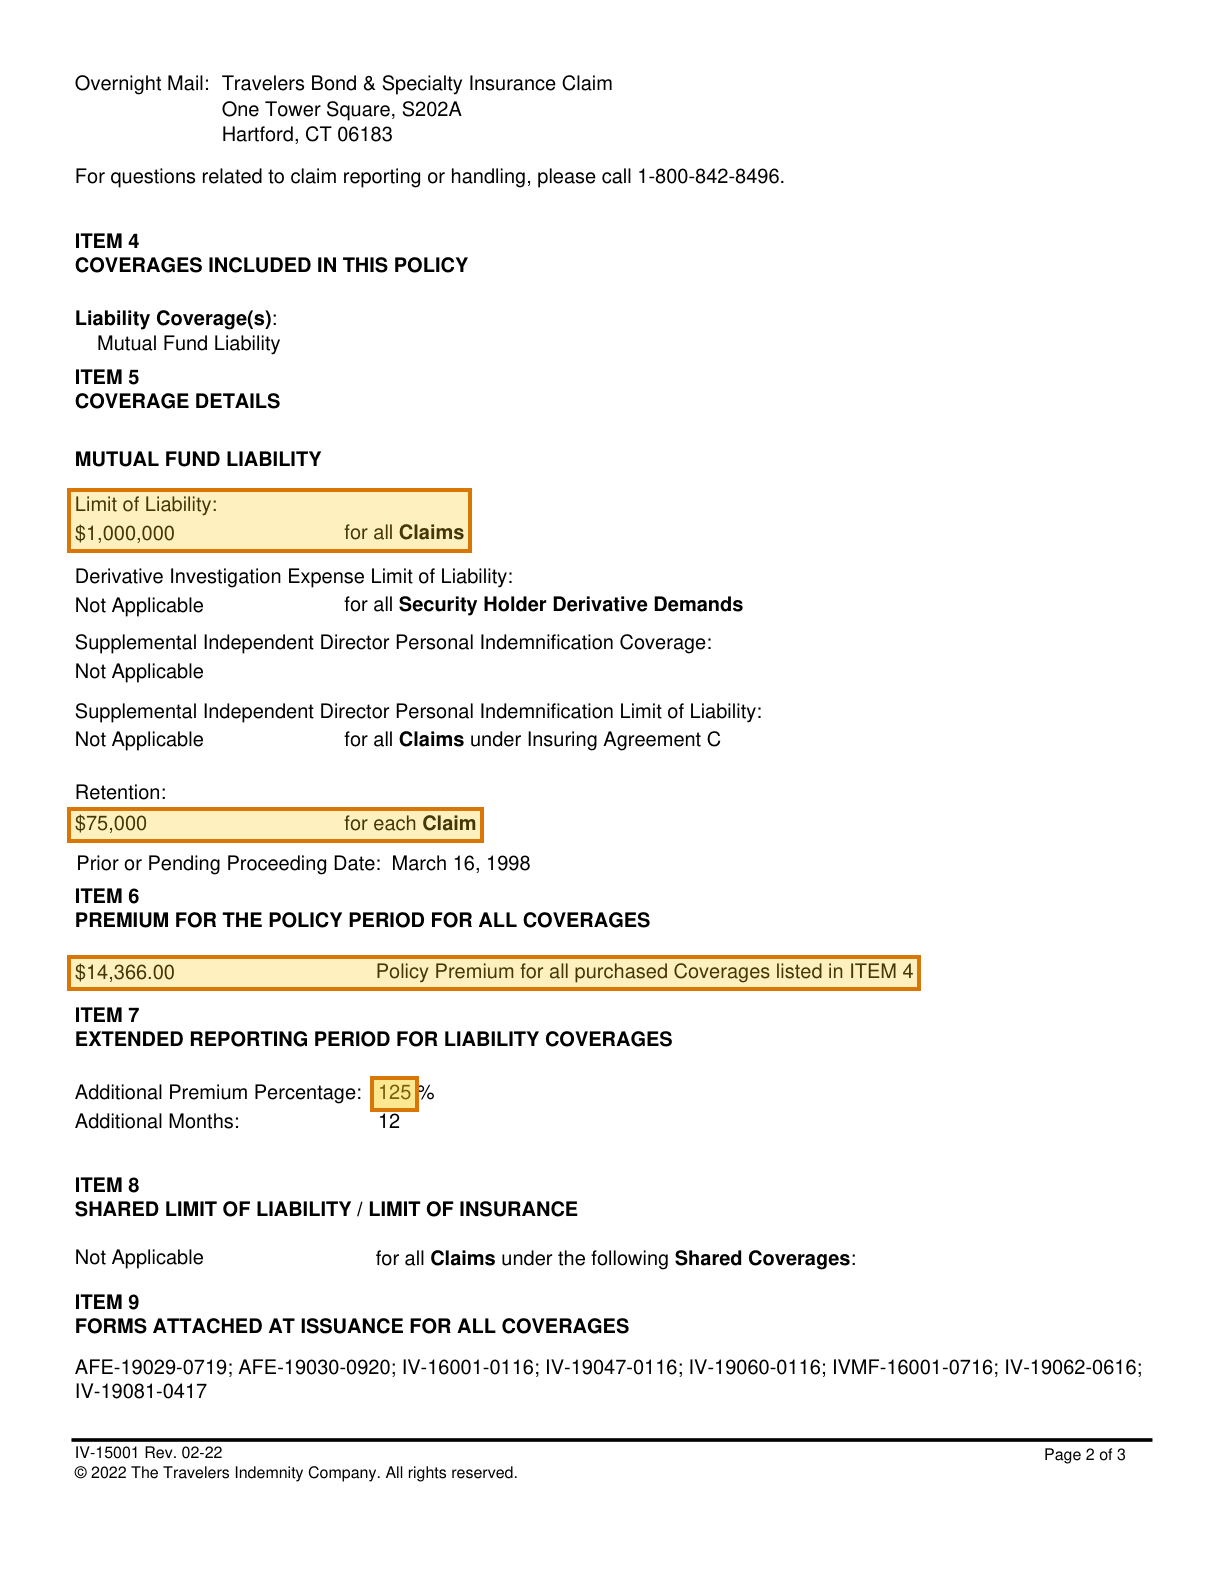 Overnight Mail: Travelers Bond & Specialty Insurance Claim
One Tower Square, S202A
Hartford, CT 06183
For questions related to claim reporting or handling, please call 1-800-842-8496.
ITEM 4
COVERAGES INCLUDED IN THIS POLICY
Liability Coverage(s):
Mutual Fund Liability
ITEM 5
COVERAGE DETAILS
MUTUAL FUND LIABILITY
Limit of Liability:
$1,000,000 for all Claims
Derivative Investigation Expense Limit of Liability:
Not Applicable for all Security Holder Derivative Demands
Supplemental Independent Director Personal Indemnification Coverage:
Not Applicable
Supplemental Independent Director Personal Indemnification Limit of Liability:
Not Applicable for all Claims under Insuring Agreement C
Retention:
$75,000 for each Claim
Prior or Pending Proceeding Date: March 16, 1998
ITEM 6
PREMIUM FOR THE POLICY PERIOD FOR ALL COVERAGES
$14,366.00 Policy Premium for all purchased Coverages listed in ITEM 4
ITEM 7
EXTENDED REPORTING PERIOD FOR LIABILITY COVERAGES
Additional Premium Percentage: 125 %
Additional Months: 12
ITEM 8
SHARED LIMIT OF LIABILITY / LIMIT OF INSURANCE
Not Applicable for all Claims under the following Shared Coverages:
ITEM 9
FORMS ATTACHED AT ISSUANCE FOR ALL COVERAGES
AFE-19029-0719; AFE-19030-0920; IV-16001-0116; IV-19047-0116; IV-19060-0116; IVMF-16001-0716; IV-19062-0616;
IV-19081-0417
IV-15001 Rev. 02-22 Page 2 of 3
© 2022 The Travelers Indemnity Company. All rights reserved.